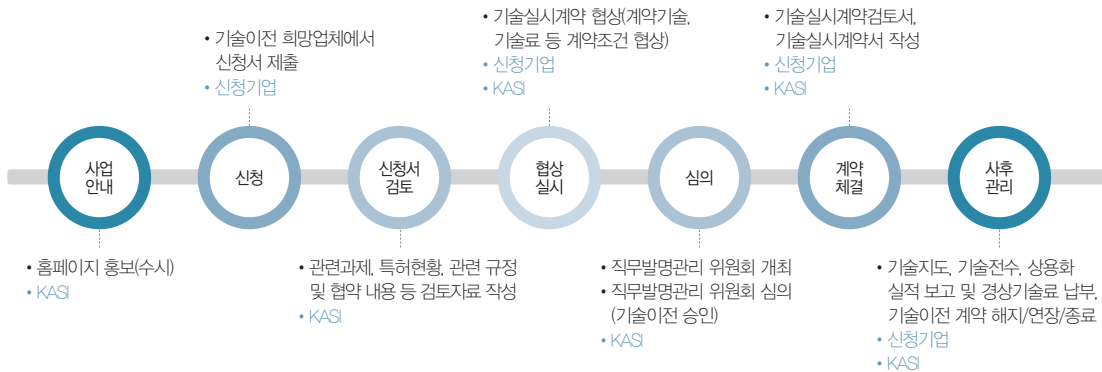 사업
안내
• 홈페이지 홍보(수시)
• KASI
• 기술이전 희망업체에서
신청서 제출
• 신청기업
신청
신청서
검토
• 관련과제, 특허현황, 관련 규정
및 협약 내용 등 검토자료 작성
• KASI
• 기술실시계약 협상(계약기술,
기술료 등 계약조건 협상)
• 신청기업
• KASI
협상
실시
심의
• 직무발명관리 위원회 개최
• 직무발명관리 위원회 심의
(기술이전 승인)
• KASI
• 기술실시계약검토서,
기술실시계약서 작성
• 신청기업
• KASI
계약
체결
사후
관리
• 기술지도, 기술전수, 상용화
실적 보고 및 경상기술료 납부,
기술이전 계약 해지/연장/종료
• 신청기업
• KASI